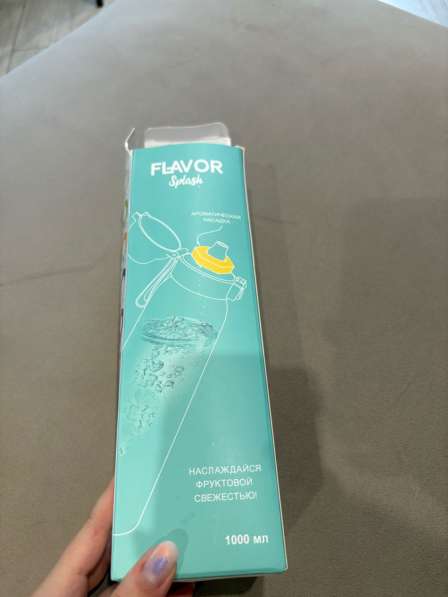 FLAVOR
Splash
АРОМАТИЧЕСКАЯ
НАСАДКА
НАСЛАЖДАЙСЯ
ФРУКТОВОЙ
СВЕЖЕСТЬЮ!
1000 мл